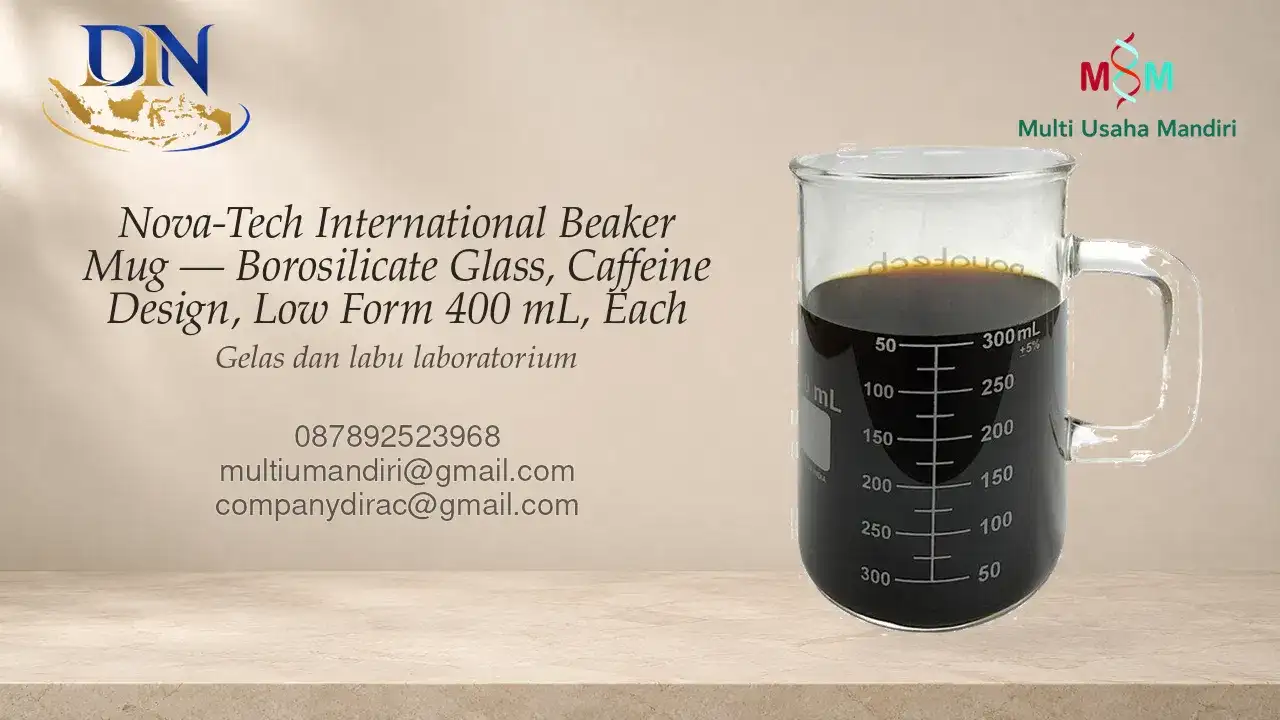 DN
M M
Multi Usaha Mandiri
Nova-Tech International Beaker
Mug — Borosilicate Glass, Caffeine
Design, Low Form 400 mL, Each
Gelas dan labu laboratorium
087892523968
multiumandiri@gmail.com
companydirac@gmail.com
novatech
50 300 mL
±5%
100 250
mL
150 200
200 150
250 100
300 50